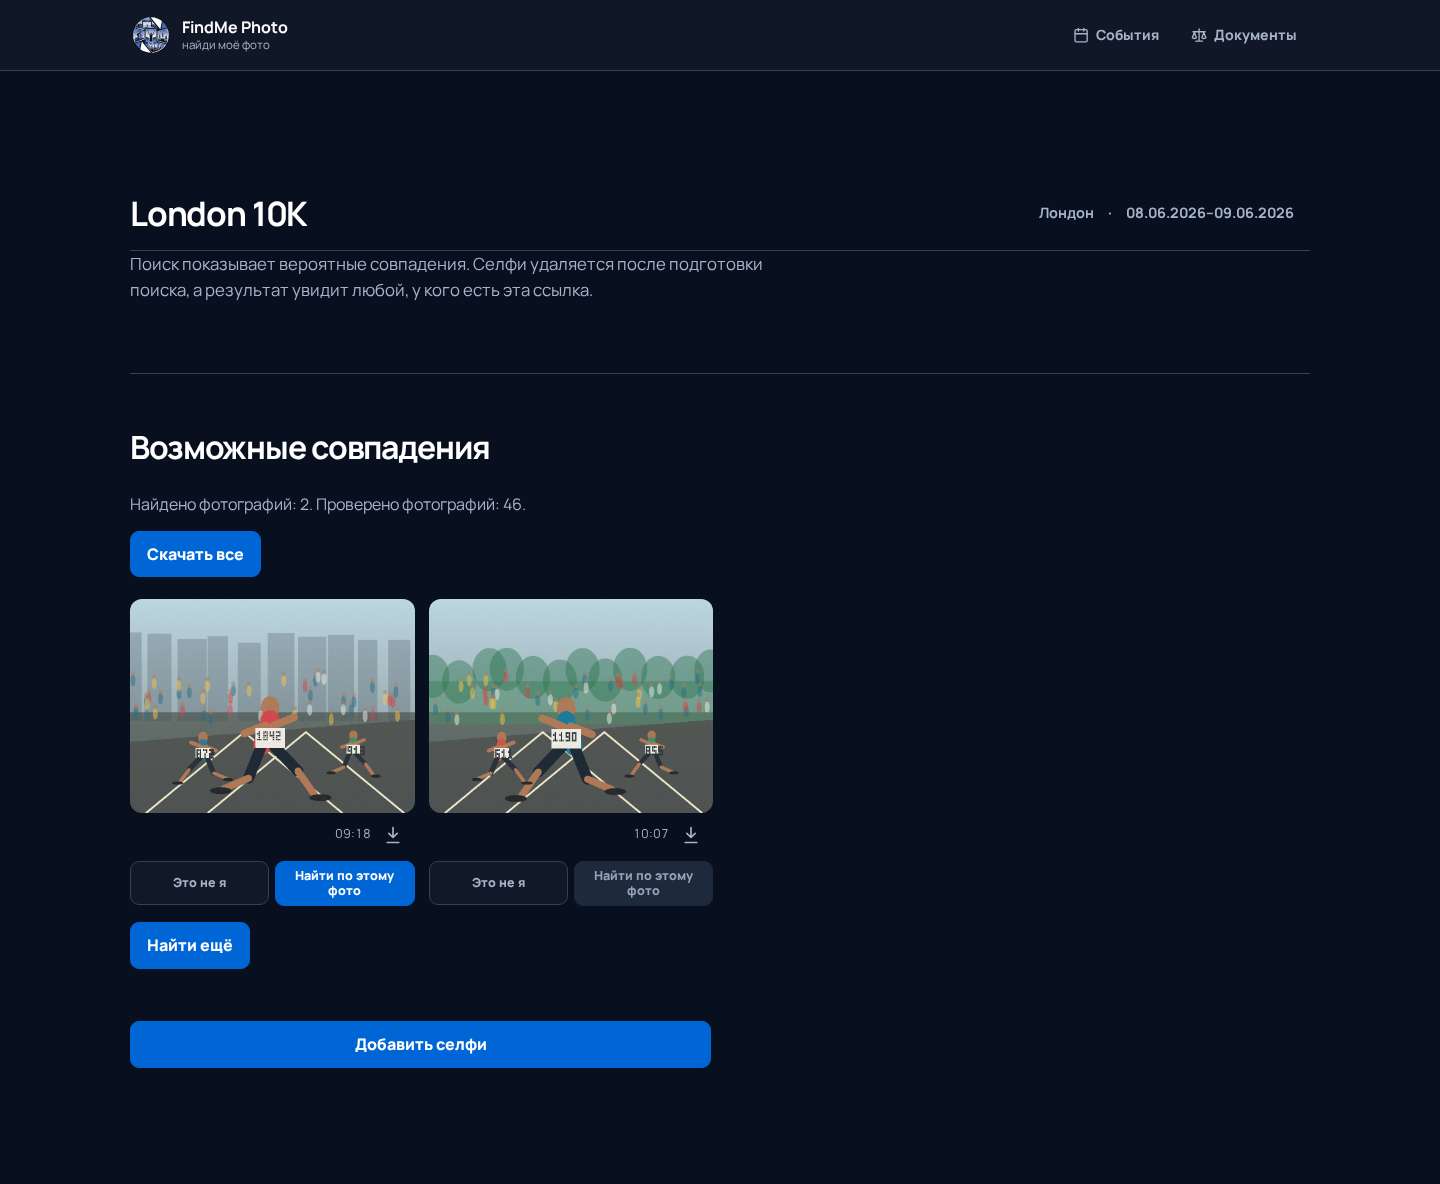 FindMe Photo
найди моё фото
События
Документы
London 10K
Лондон · 08.06.2026–09.06.2026
Поиск показывает вероятные совпадения. Селфи удаляется после подготовки
поиска, а результат увидит любой, у кого есть эта ссылка.
Возможные совпадения
Найдено фотографий: 2. Проверено фотографий: 46.
Скачать все
1842
1190
09:18
10:07
Это не я
Найти по этому
фото
Это не я
Найти по этому
фото
Найти ещё
Добавить селфи